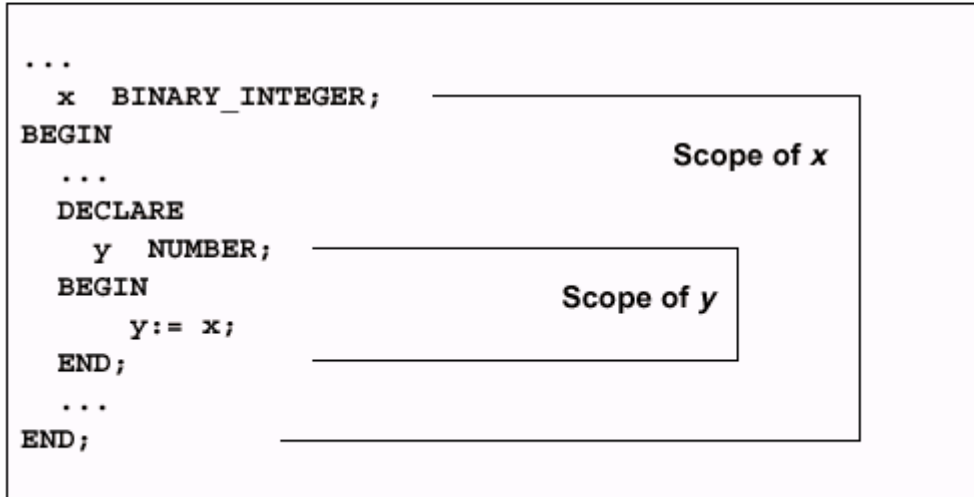 ...
x BINARY_INTEGER;
BEGIN
Scope of x
...
DECLARE
y NUMBER;
BEGIN
Scope of y
y:= x;
END;
...
END;